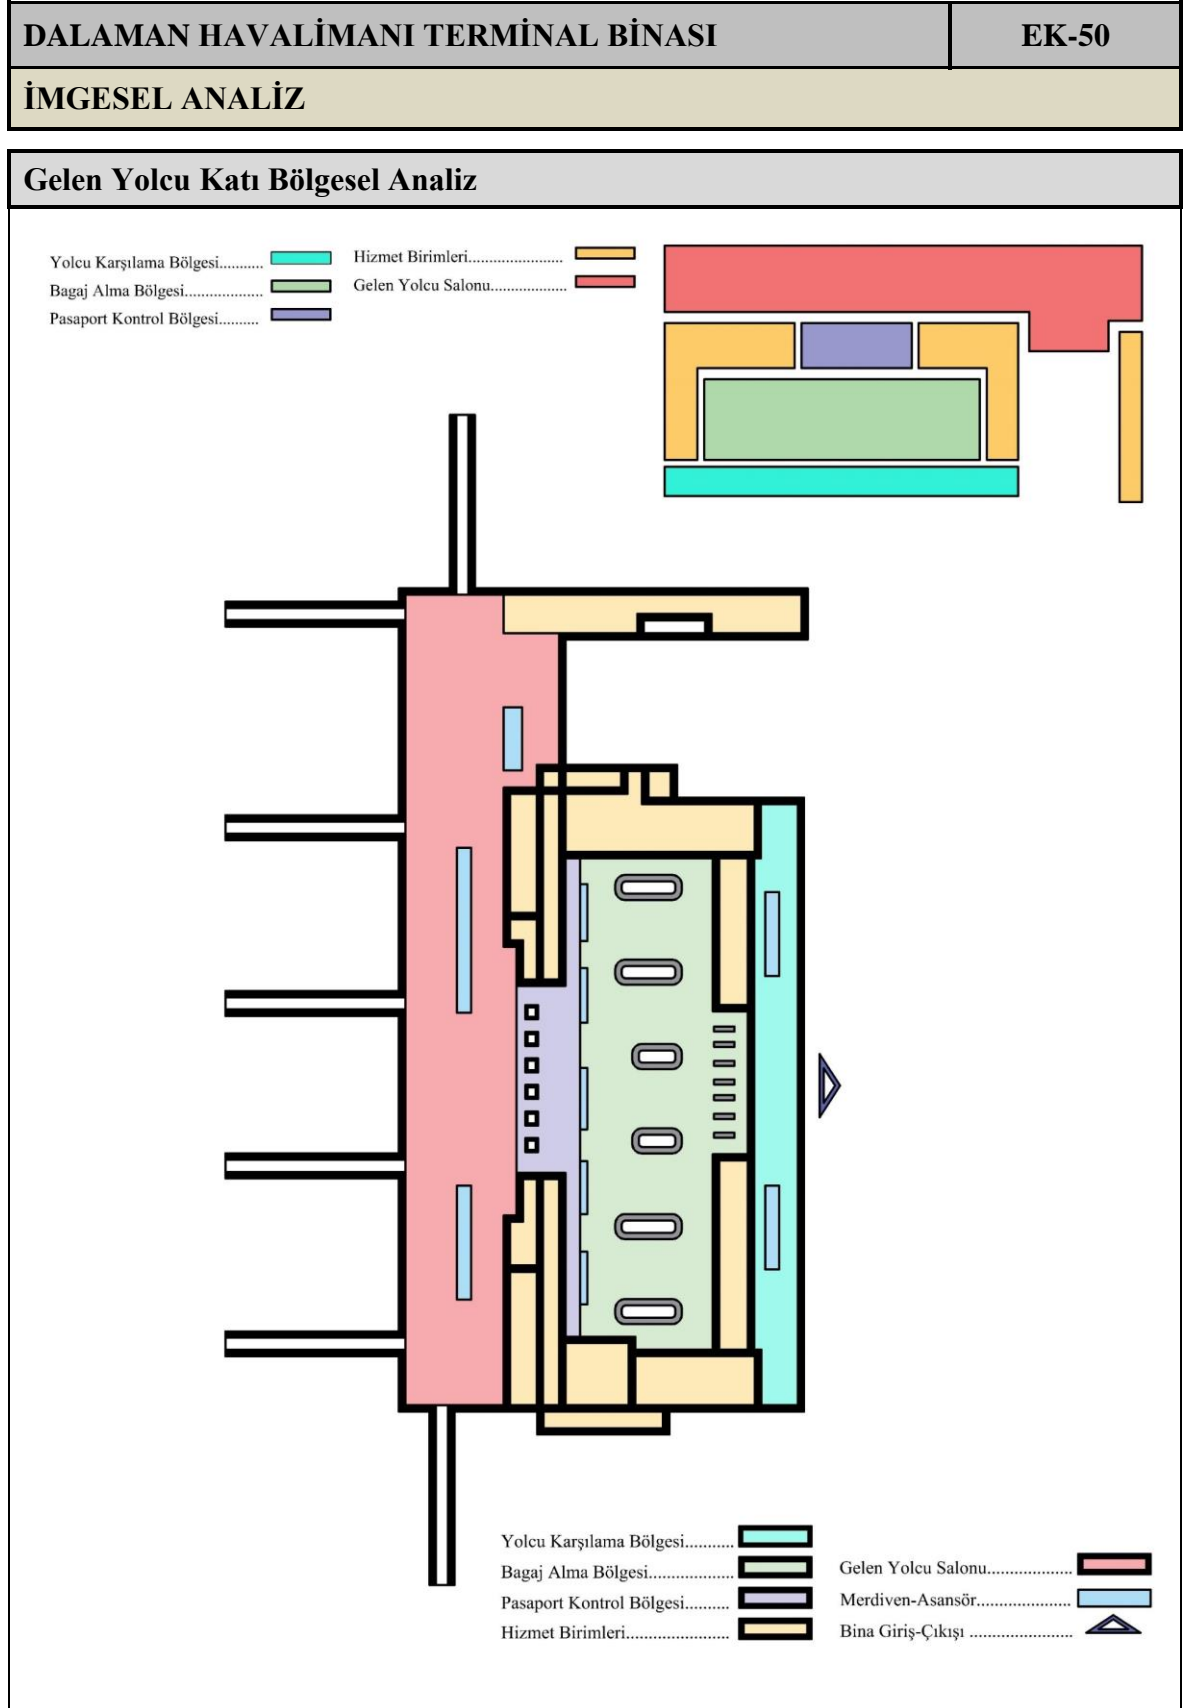 DALAMAN HAVALİMANI TERMİNAL BİNASI EK-50
İMGESEL ANALİZ
Gelen Yolcu Katı Bölgesel Analiz
Yolcu Karşılama Bölgesi..........
Bagaj Alma Bölgesi...................
Pasaport Kontrol Bölgesi..........
Hizmet Birimleri.......................
Gelen Yolcu Salonu...................
Yolcu Karşılama Bölgesi...........
Bagaj Alma Bölgesi....................
Pasaport Kontrol Bölgesi..........
Hizmet Birimleri........................
Gelen Yolcu Salonu....................
Merdiven-Asansör......................
Bina Giriş-Çıkışı ........................